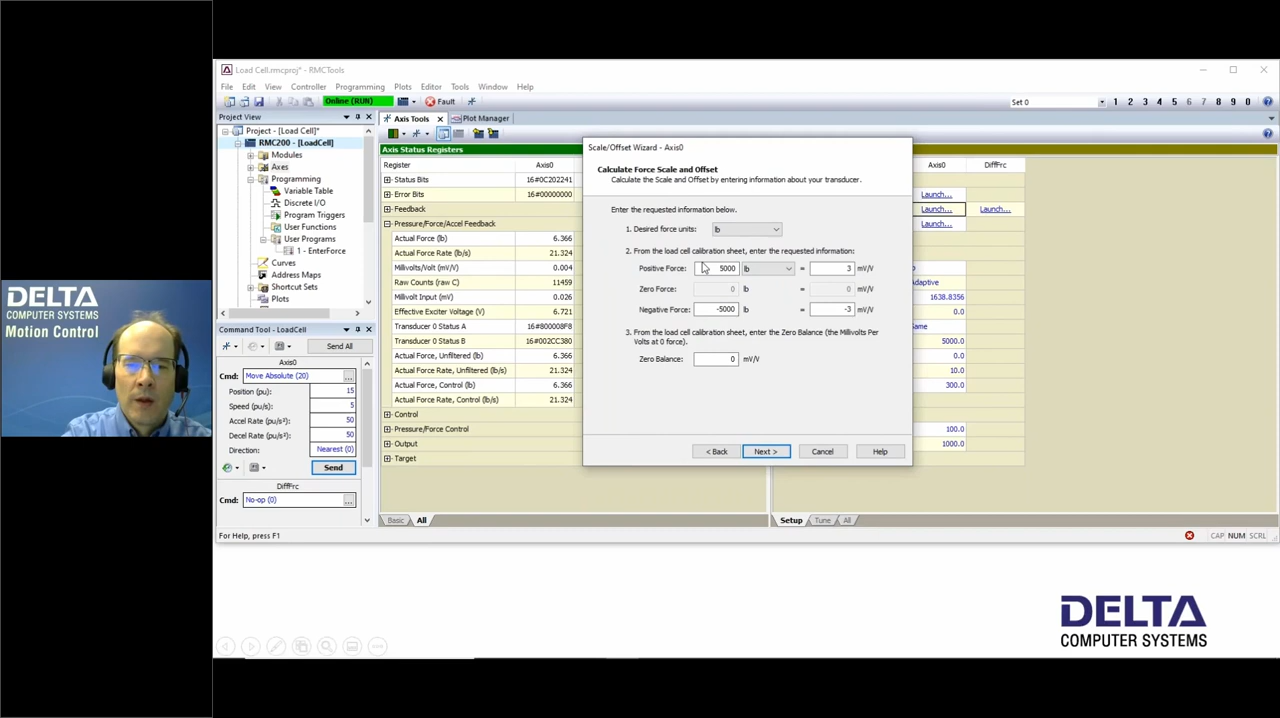 Load Cell.rmcproj* - RMCTools
File Edit View Controller Programming Plots Editor Tools Window Help
Online (RUN) Fault Set 0 1 2 3 4 5 6 7 8 9 0
Project View
Project - [Load Cell]*
RMC200 - [LoadCell]
Modules
Axes
Programming
Variable Table
Discrete I/O
Program Triggers
User Functions
User Programs
1 - EnterForce
Curves
Address Maps
Shortcut Sets
Plots
Command Tool - LoadCell
Send All
Axis0
Cmd: Move Absolute (20) ...
Position (pu): 15
Speed (pu/s): 5
Accel Rate (pu/s²): 50
Decel Rate (pu/s²): 50
Direction: Nearest (0)
Send
DiffFrc
Cmd: No-op (0) ...
Axis Tools Plot Manager
Axis Status Registers
Register Axis0
Status Bits 16#0C202241
Error Bits 16#00000000
Feedback
Pressure/Force/Accel Feedback
Actual Force (lb) 6.366
Actual Force Rate (lb/s) 21.324
Millivolts/Volt (mV/V) 0.004
Raw Counts (raw C) 11459
Millivolt Input (mV) 0.026
Effective Exciter Voltage (V) 6.721
Transducer 0 Status A 16#800008F8
Transducer 0 Status B 16#002CC380
Actual Force, Unfiltered (lb) 6.366
Actual Force Rate, Unfiltered (lb/s) 21.324
Actual Force, Control (lb) 6.366
Actual Force Rate, Control (lb/s) 21.324
Control
Pressure/Force Control
Output
Target
Basic All
Scale/Offset Wizard - Axis0
Calculate Force Scale and Offset
Calculate the Scale and Offset by entering information about your transducer.
Enter the requested information below.
1. Desired force units: lb
2. From the load cell calibration sheet, enter the requested information:
Positive Force: 5000 lb = 3 mV/V
Zero Force: 0 lb = 0 mV/V
Negative Force: -5000 lb = -3 mV/V
3. From the load cell calibration sheet, enter the Zero Balance (the Millivolts Per
Volts at 0 force).
Zero Balance: 0 mV/V
< Back Next > Cancel Help
Axis0 DiffFrc
Launch...
Launch... Launch...
Launch...
Adaptive
1638.8356
Same
5000.0
0.0
10.0
300.0
100.0
1000.0
Setup Tune All
For Help, press F1
CAP NUM SCRL
DELTA
COMPUTER SYSTEMS
Motion Control
DELTA
COMPUTER SYSTEMS